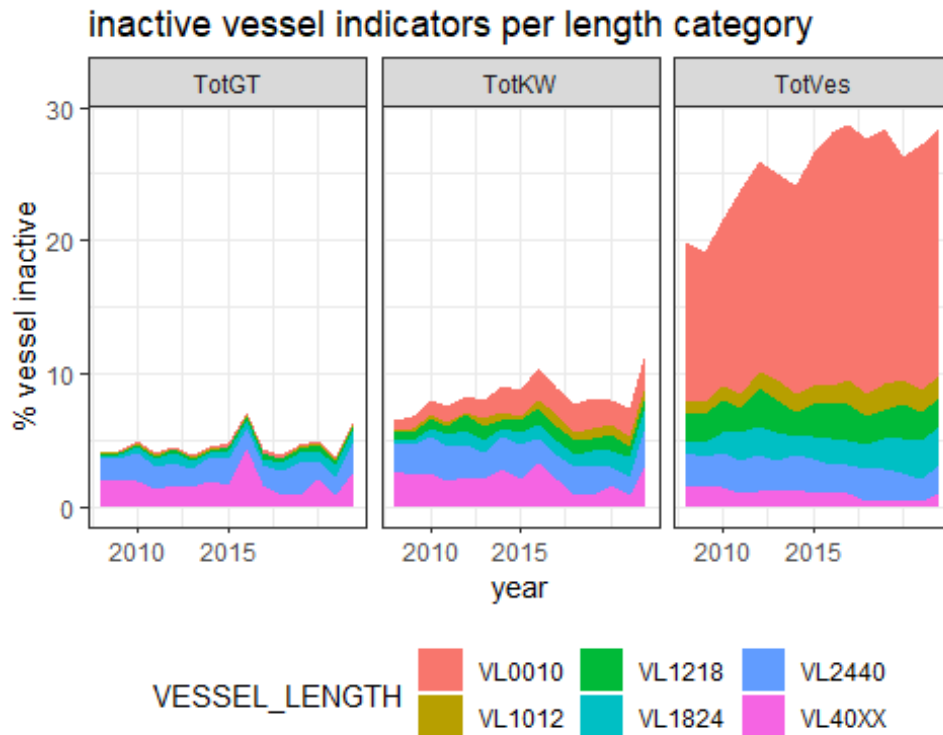 inactive vessel indicators per length category
TotGT TotKW TotVes
% vessel inactive
30
20
10
0
2010 2015 2010 2015 2010 2015
year
VESSEL_LENGTH
VL0010 VL1218 VL2440
VL1012 VL1824 VL40XX